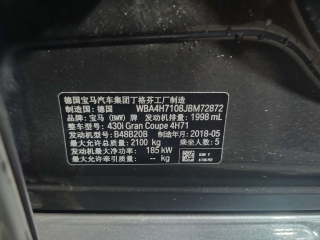 德国宝马汽车集团丁格芬工厂制造
制造国：德国 WBA4H7108JBM72872
品牌：宝马（BMW）牌 发动机排量：1998 mL
型号：430i Gran Coupe 4H71
发动机型号：B48B20B 制造年月：2018-05
最大允许总质量：2100 kg 乘坐人数：5
发动机最大净功率：185 kW
最大允许牵引质量：-- kg